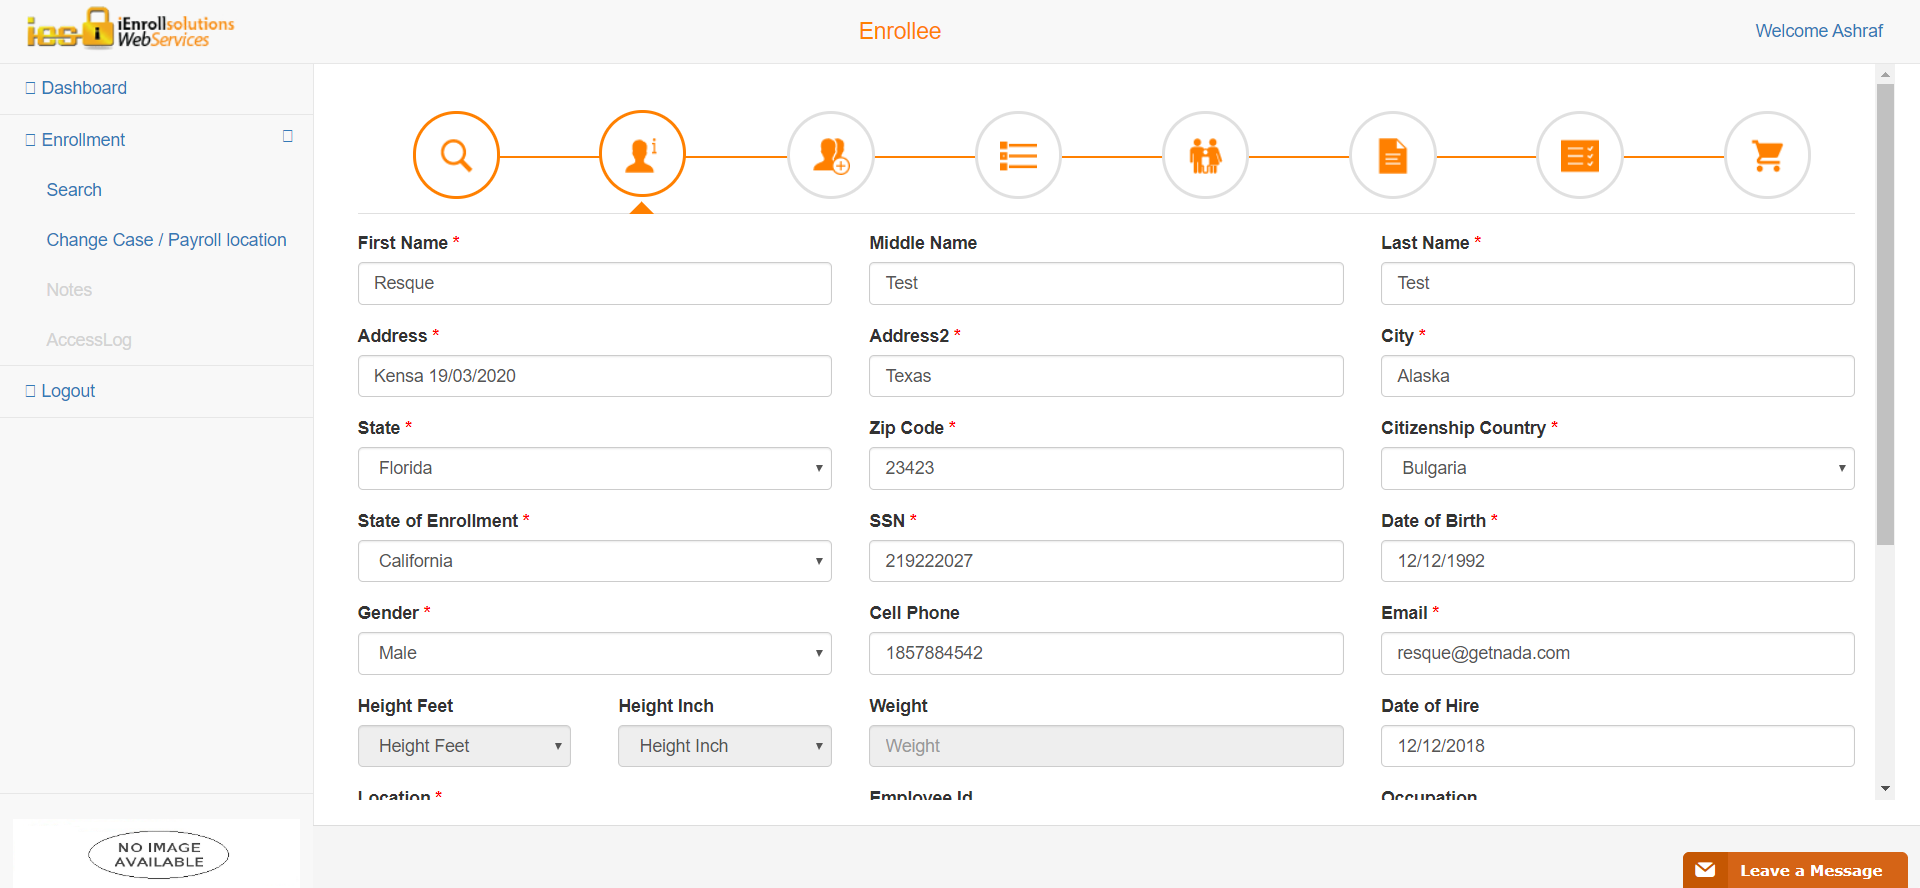 ies iEnrollsolutions
WebServices
Enrollee
Welcome Ashraf
Dashboard
Enrollment
Search
Change Case / Payroll location
Notes
AccessLog
Logout
NO IMAGE
AVAILABLE
First Name * Middle Name Last Name *
Resque Test Test
Address * Address2 * City *
Kensa 19/03/2020 Texas Alaska
State * Zip Code * Citizenship Country *
Florida 23423 Bulgaria
State of Enrollment * SSN * Date of Birth *
California 219222027 12/12/1992
Gender * Cell Phone Email *
Male 1857884542 resque@getnada.com
Height Feet Height Inch Weight Date of Hire
Height Feet Height Inch Weight 12/12/2018
Location * Employee Id Occupation
Leave a Message